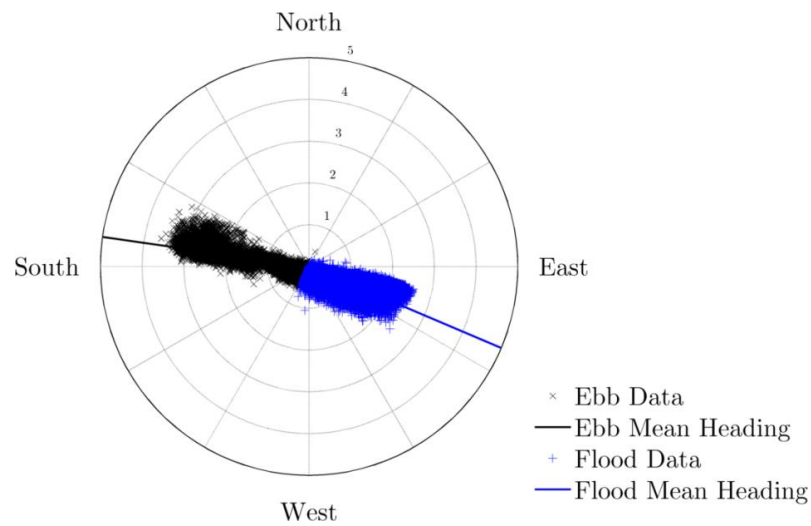 North
5
4
3
2
1
South
East
West
Ebb Data
Ebb Mean Heading
Flood Data
Flood Mean Heading